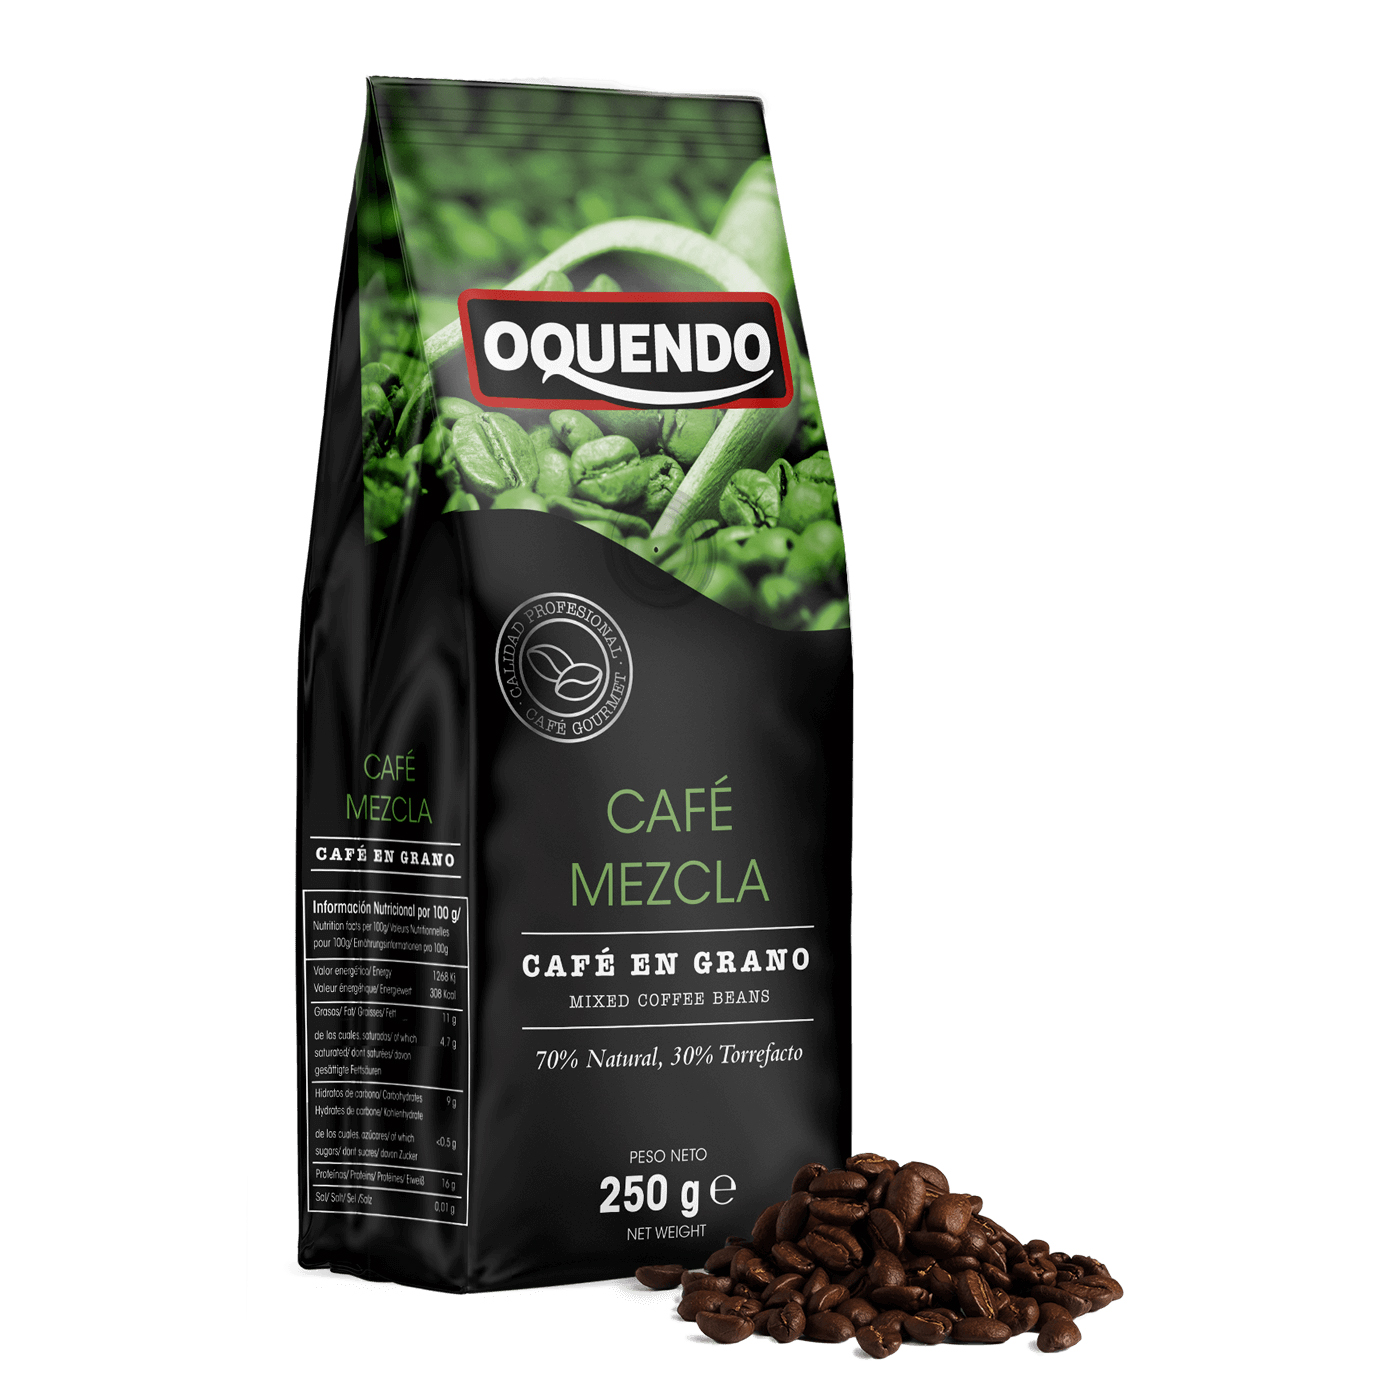 OQUENDO
· CALIDAD PROFESIONAL ·
CAFÉ GOURMET
CAFÉ
MEZCLA
CAFÉ EN GRANO
MIXED COFFEE BEANS
70% Natural, 30% Torrefacto
PESO NETO
250 g ℮
NET WEIGHT
CAFÉ
MEZCLA
CAFÉ EN GRANO
Información Nutricional por 100 g/
Nutrition facts per 100g/ Valeurs Nutritionnelles
pour 100g/ Ernährungsinformationen pro 100g
Valor energético/ Energy 1268 Kj
Valeur énergétique/ Energiewert 308 Kcal
Grasas/ Fat/ Graisses/ Fett 11 g
de las cuales, saturadas/ of which 4.7 g
saturated/ dont saturées/ davon
gesättigte Fettsäuren
Hidratos de carbono/ Carbohydrates 9 g
Hydrates de carbone/ Kohlenhydrate
de los cuales, azúcares/ of which <0.5 g
sugars/ dont sucres/ davon Zucker
Proteínas/ Proteins/ Protéines/ Eiweiß 16 g
Sal/ Salt/ Sel /Salz 0,01 g